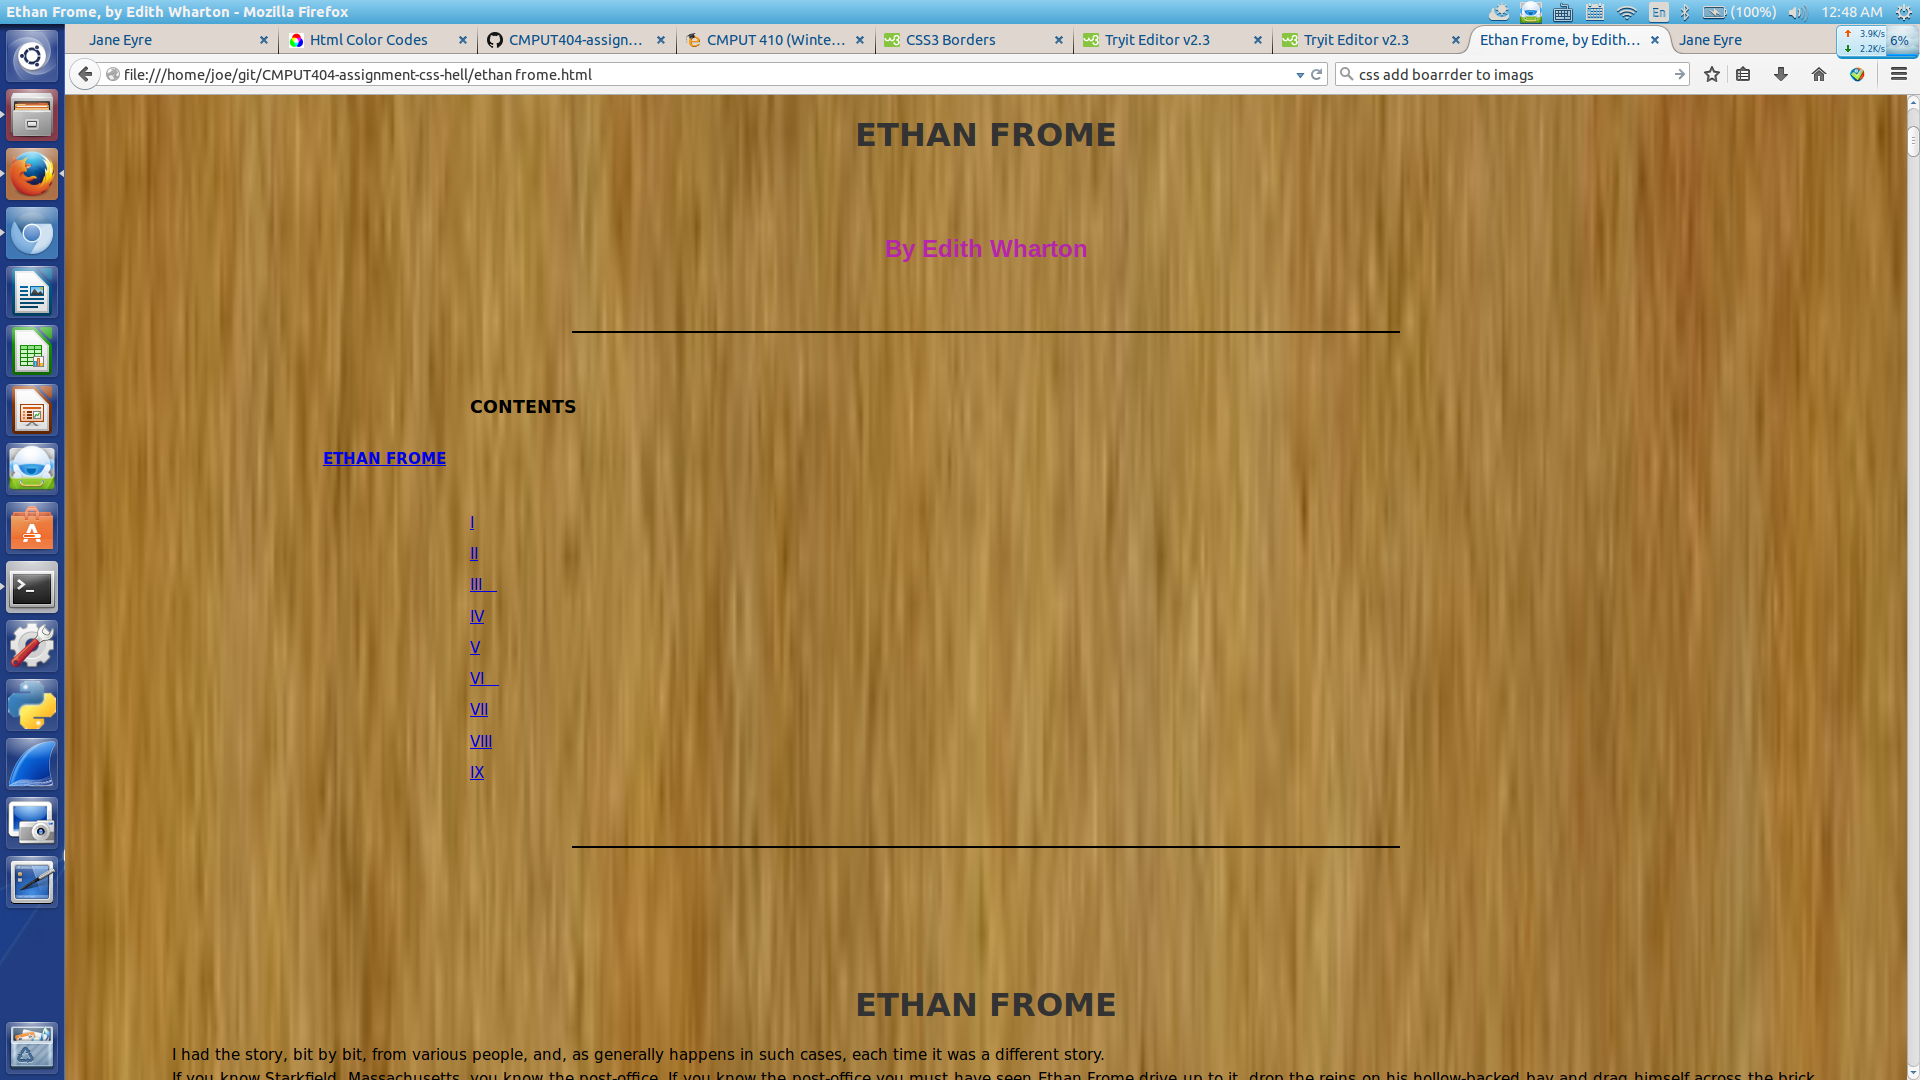 Ethan Frome, by Edith Wharton - Mozilla Firefox
En
(100%)
12:48 AM
Jane Eyre
Html Color Codes
CMPUT404-assign...
CMPUT 410 (Winte...
CSS3 Borders
Tryit Editor v2.3
Tryit Editor v2.3
Ethan Frome, by Edith...
Jane Eyre
3.9K/s
2.2K/s
6%
file:///home/joe/git/CMPUT404-assignment-css-hell/ethan frome.html
css add boarrder to imags
ETHAN FROME
By Edith Wharton
CONTENTS
ETHAN FROME
I
II
III
IV
V
VI
VII
VIII
IX
ETHAN FROME
I had the story, bit by bit, from various people, and, as generally happens in such cases, each time it was a different story.
If you know Starkfield, Massachusetts, you know the post-office. If you know the post-office you must have seen Ethan Frome drive up to it, drop the reins on his hollow-backed bay and drag himself across the brick